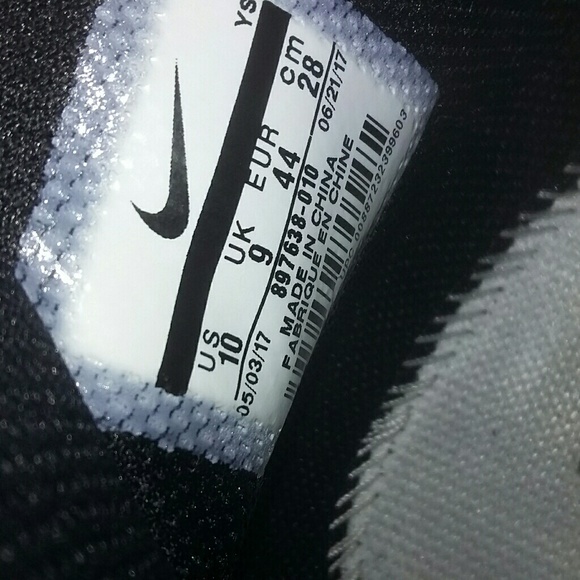 YS
US UK EUR cm
10 9 44 28
05/03/17 897638-010 06/21/17
MADE IN CHINA
FABRIQUE EN CHINE